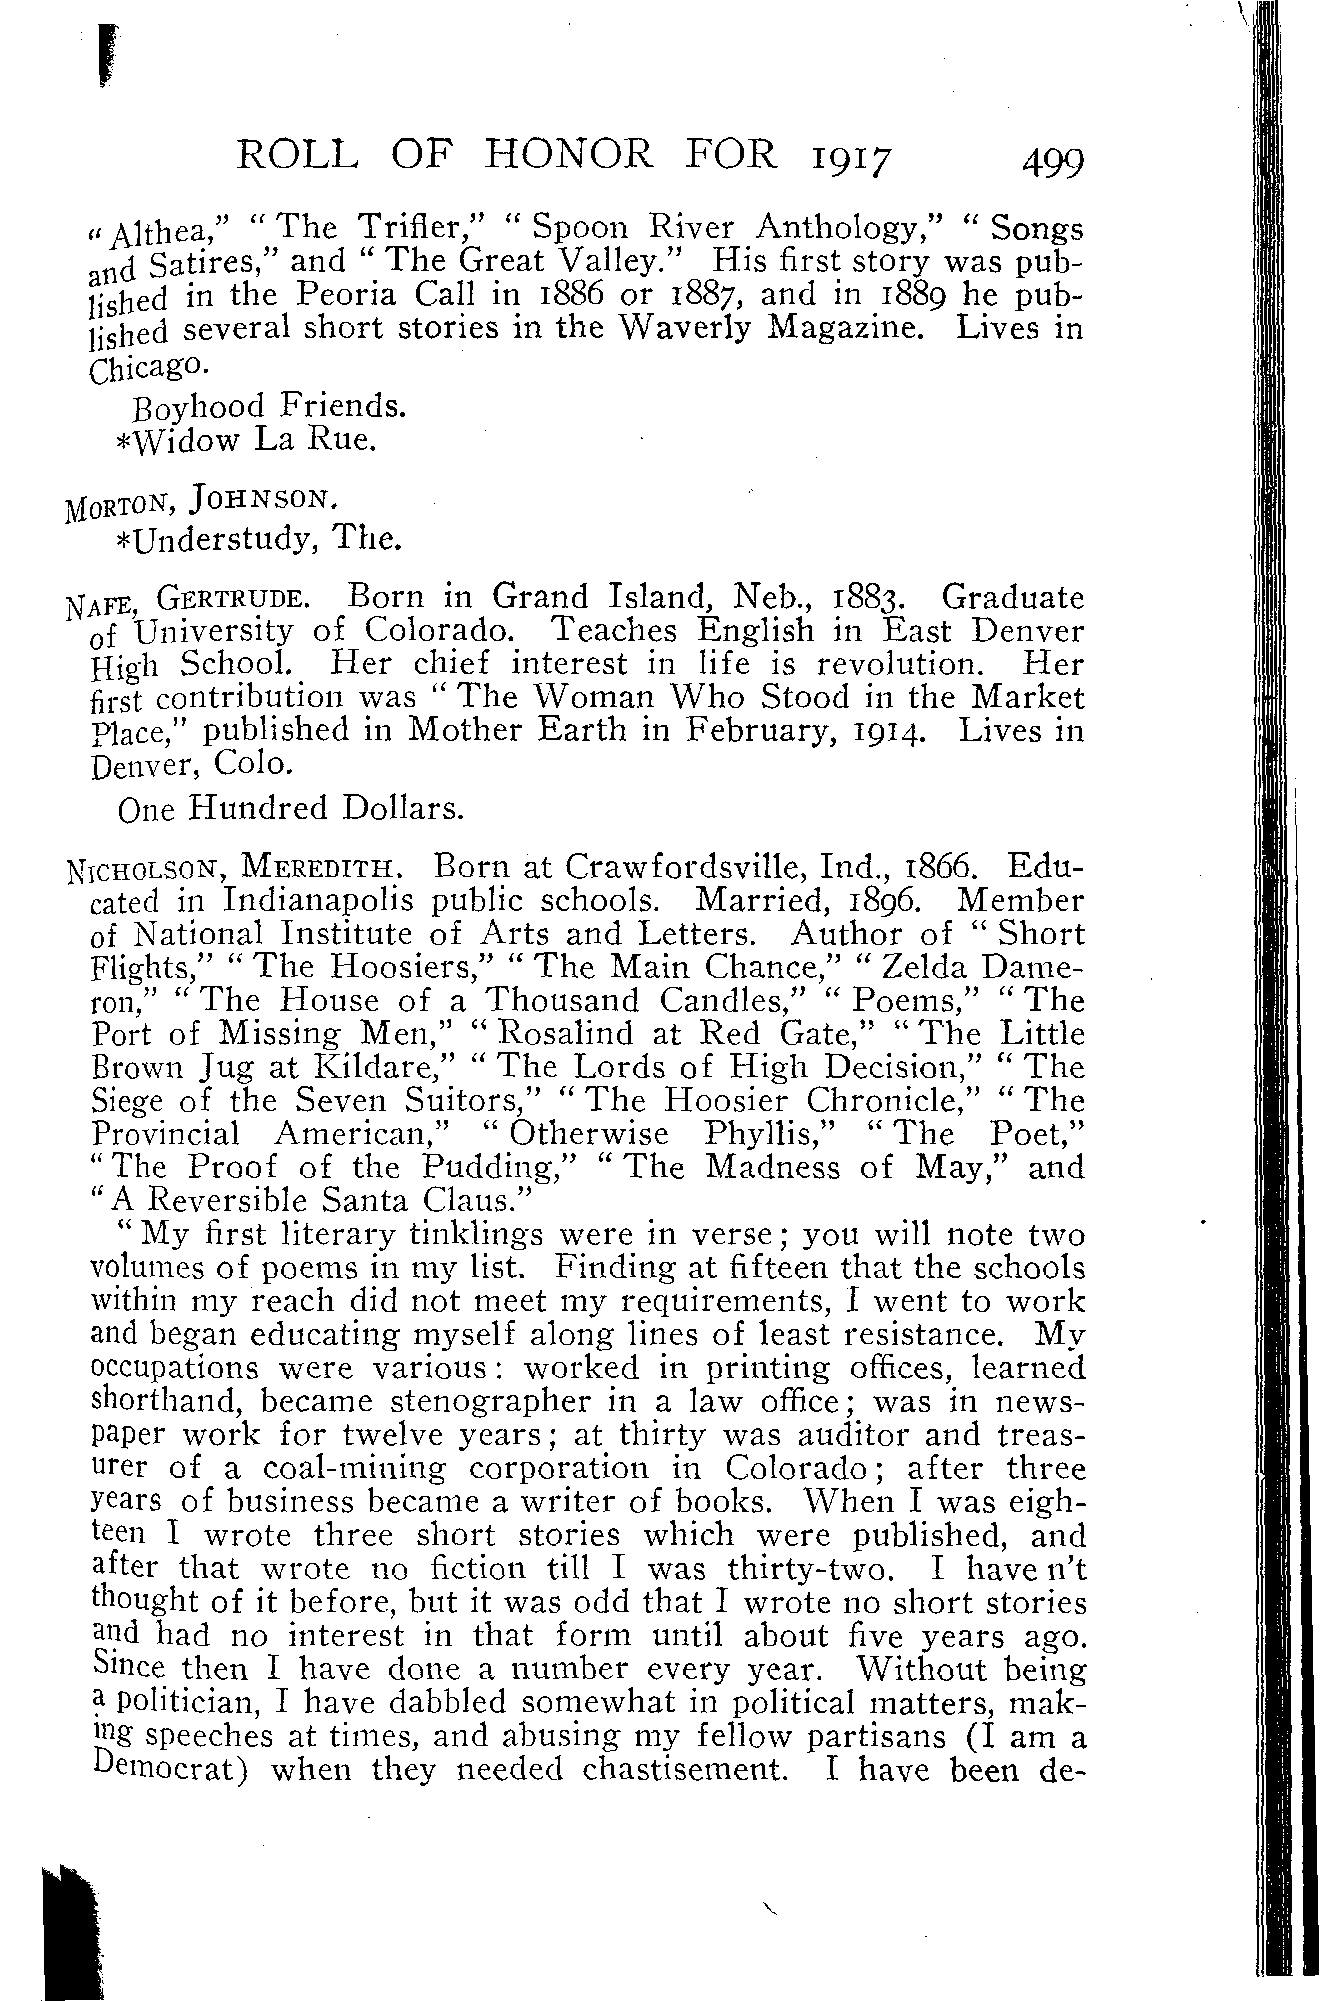 ROLL OF HONOR FOR 1917 499
“Althea,” “The Trifler,” “Spoon River Anthology,” “Songs
and Satires,” and “The Great Valley.” His first story was pub-
lished in the Peoria Call in 1886 or 1887, and in 1889 he pub-
lished several short stories in the Waverly Magazine. Lives in
Chicago.
Boyhood Friends.
*Widow La Rue.
MORTON, JOHNSON.
*Understudy, The.
NAFE, GERTRUDE. Born in Grand Island, Neb., 1883. Graduate
of University of Colorado. Teaches English in East Denver
High School. Her chief interest in life is revolution. Her
first contribution was “The Woman Who Stood in the Market
Place,” published in Mother Earth in February, 1914. Lives in
Denver, Colo.
One Hundred Dollars.
NICHOLSON, MEREDITH. Born at Crawfordsville, Ind., 1866. Edu-
cated in Indianapolis public schools. Married, 1896. Member
of National Institute of Arts and Letters. Author of “Short
Flights,” “The Hoosiers,” “The Main Chance,” “Zelda Dame-
ron,” “The House of a Thousand Candles,” “Poems,” “The
Port of Missing Men,” “Rosalind at Red Gate,” “The Little
Brown Jug at Kildare,” “The Lords of High Decision,” “The
Siege of the Seven Suitors,” “The Hoosier Chronicle,” “The
Provincial American,” “Otherwise Phyllis,” “The Poet,”
“The Proof of the Pudding,” “The Madness of May,” and
“A Reversible Santa Claus.”
“My first literary tinklings were in verse; you will note two
volumes of poems in my list. Finding at fifteen that the schools
within my reach did not meet my requirements, I went to work
and began educating myself along lines of least resistance. My
occupations were various: worked in printing offices, learned
shorthand, became stenographer in a law office; was in news-
paper work for twelve years; at thirty was auditor and treas-
urer of a coal-mining corporation in Colorado; after three
years of business became a writer of books. When I was eigh-
teen I wrote three short stories which were published, and
after that wrote no fiction till I was thirty-two. I have n't
thought of it before, but it was odd that I wrote no short stories
and had no interest in that form until about five years ago.
Since then I have done a number every year. Without being
a politician, I have dabbled somewhat in political matters, mak-
ing speeches at times, and abusing my fellow partisans (I am a
Democrat) when they needed chastisement. I have been de-